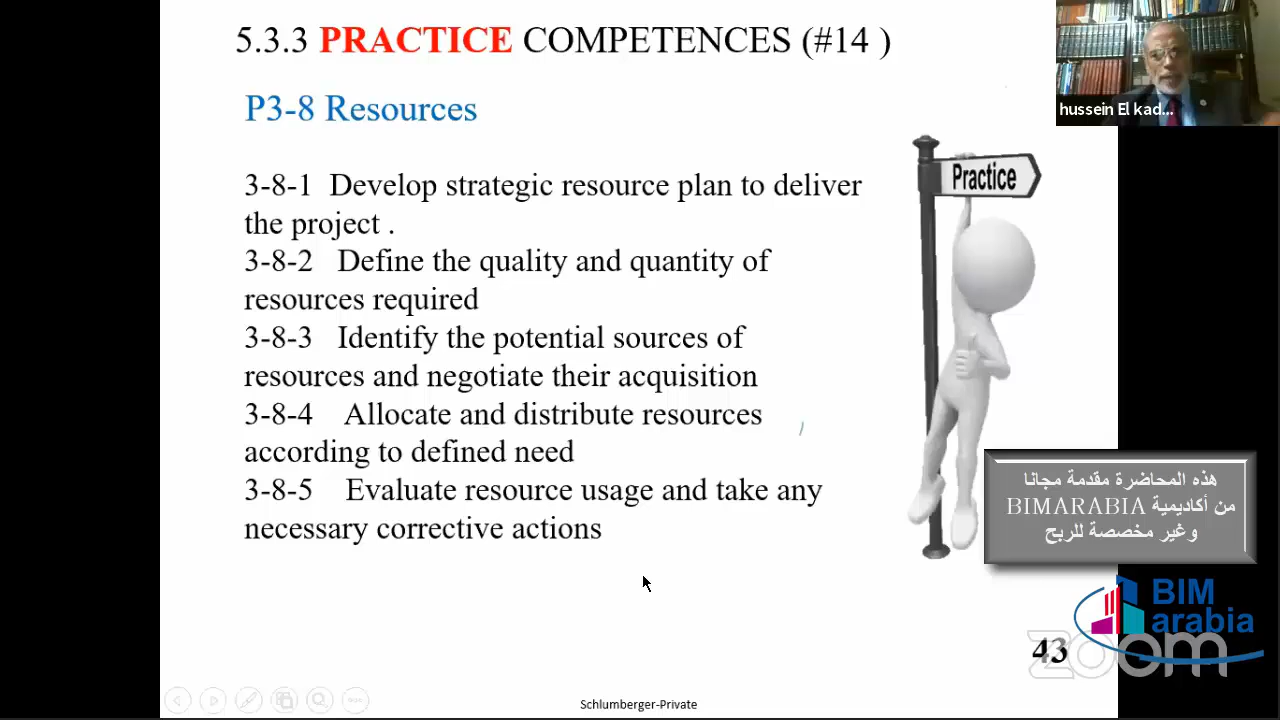 5.3.3 PRACTICE COMPETENCES (#14 )
hussein El kad...
P3-8 Resources
Practice
3-8-1 Develop strategic resource plan to deliver
the project .
3-8-2 Define the quality and quantity of
resources required
3-8-3 Identify the potential sources of
resources and negotiate their acquisition
3-8-4 Allocate and distribute resources
according to defined need
3-8-5 Evaluate resource usage and take any
necessary corrective actions
هذه المحاضرة مقدمة مجانا
من أكاديمية BIMARABIA
وغير مخصصة للربح
BIM
arabia
43
zoom
Schlumberger-Private